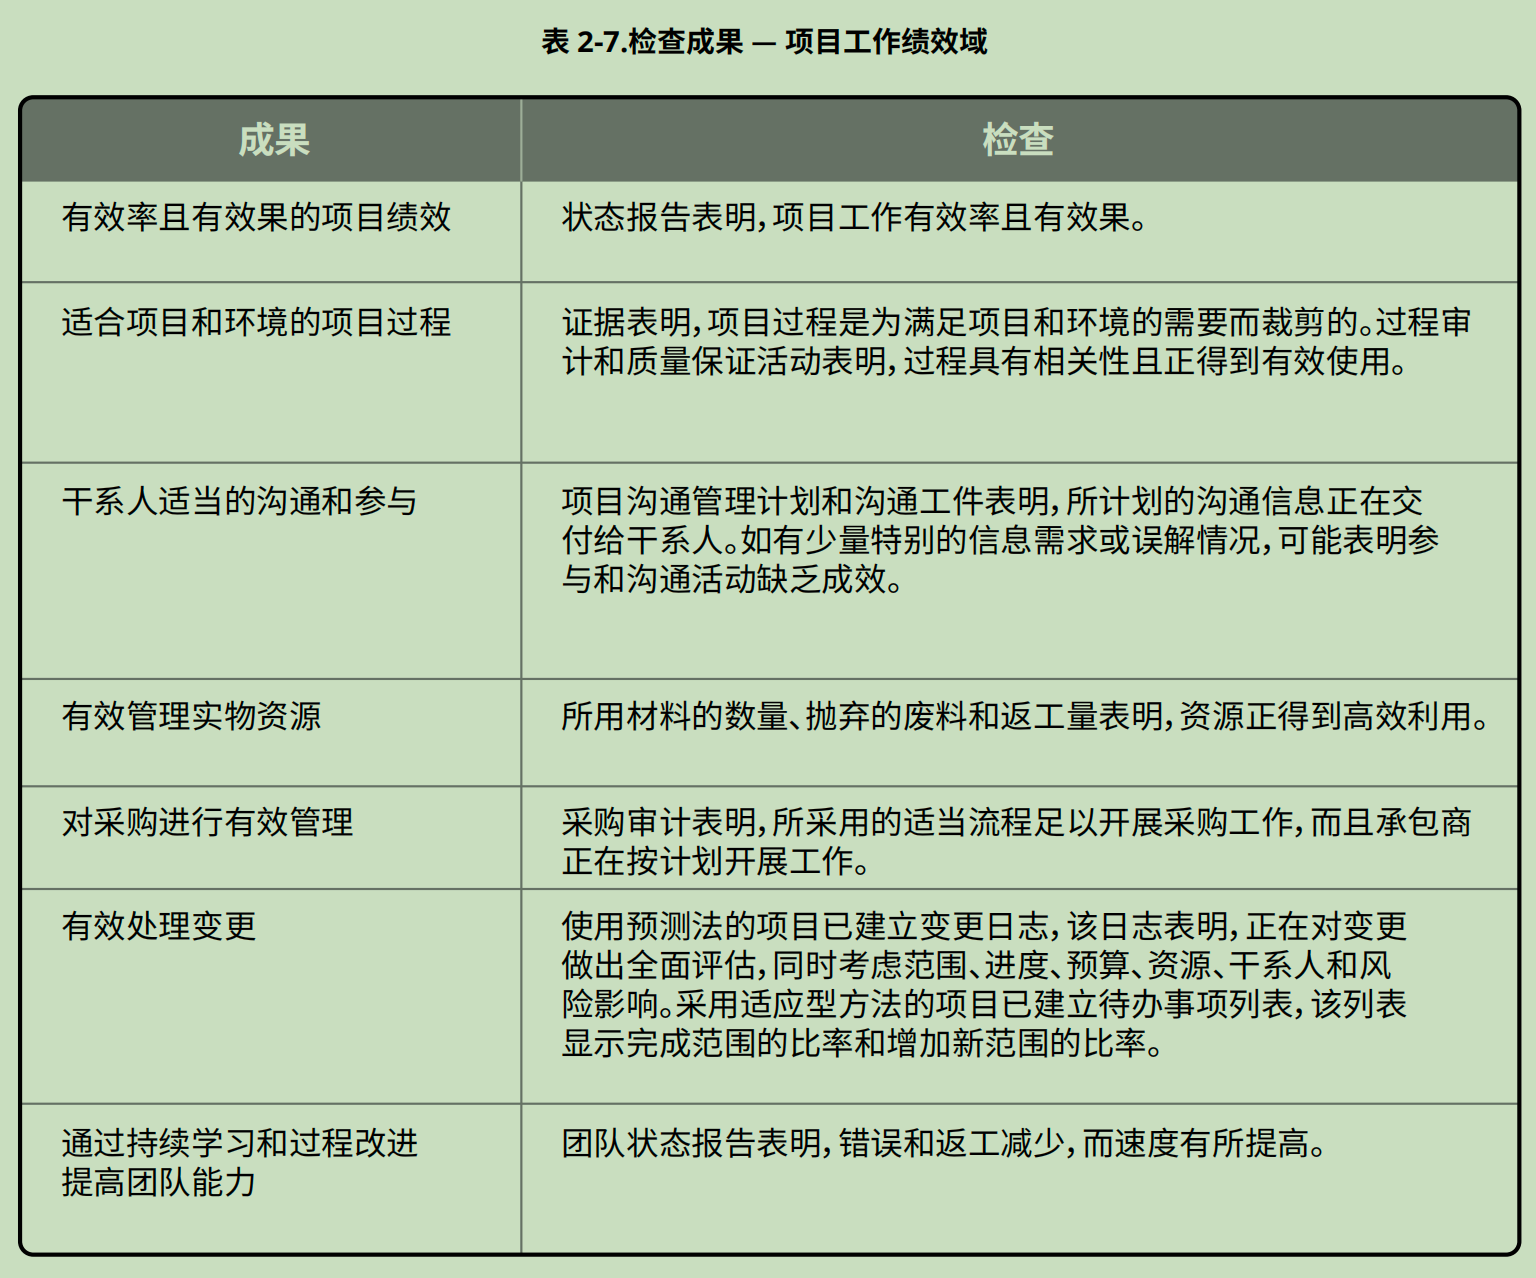 表 2-7.检查成果 — 项目工作绩效域
成果
检查
有效率且有效果的项目绩效
状态报告表明，项目工作有效率且有效果。
适合项目和环境的项目过程
证据表明，项目过程是为满足项目和环境的需要而裁剪的。过程审
计和质量保证活动表明，过程具有相关性且正得到有效使用。
干系人适当的沟通和参与
项目沟通管理计划和沟通工件表明，所计划的沟通信息正在交
付给干系人。如有少量特别的信息需求或误解情况，可能表明参
与和沟通活动缺乏成效。
有效管理实物资源
所用材料的数量、抛弃的废料和返工量表明，资源正得到高效利用。
对采购进行有效管理
采购审计表明，所采用的适当流程足以开展采购工作，而且承包商
正在按计划开展工作。
有效处理变更
使用预测法的项目已建立变更日志，该日志表明，正在对变更
做出全面评估，同时考虑范围、进度、预算、资源、干系人和风
险影响。采用适应型方法的项目已建立待办事项列表，该列表
显示完成范围的比率和增加新范围的比率。
通过持续学习和过程改进
提高团队能力
团队状态报告表明，错误和返工减少，而速度有所提高。